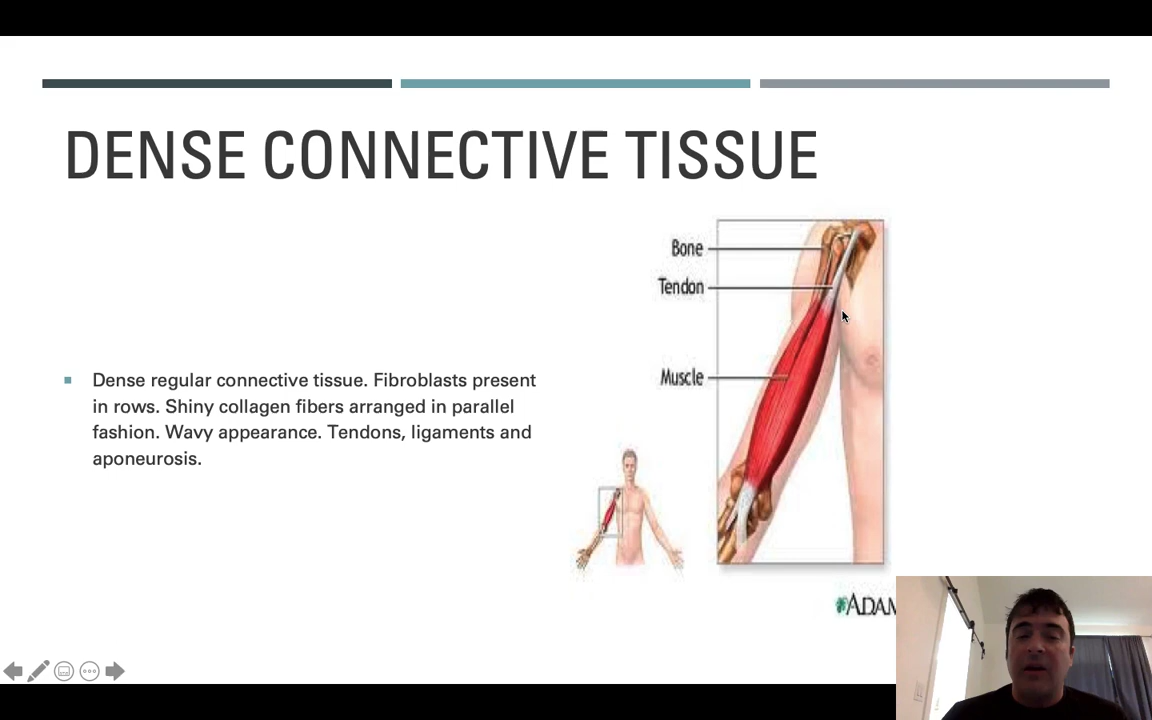 DENSE CONNECTIVE TISSUE
Bone
Tendon
Muscle
Dense regular connective tissue. Fibroblasts present
in rows. Shiny collagen fibers arranged in parallel
fashion. Wavy appearance. Tendons, ligaments and
aponeurosis.
ADAM